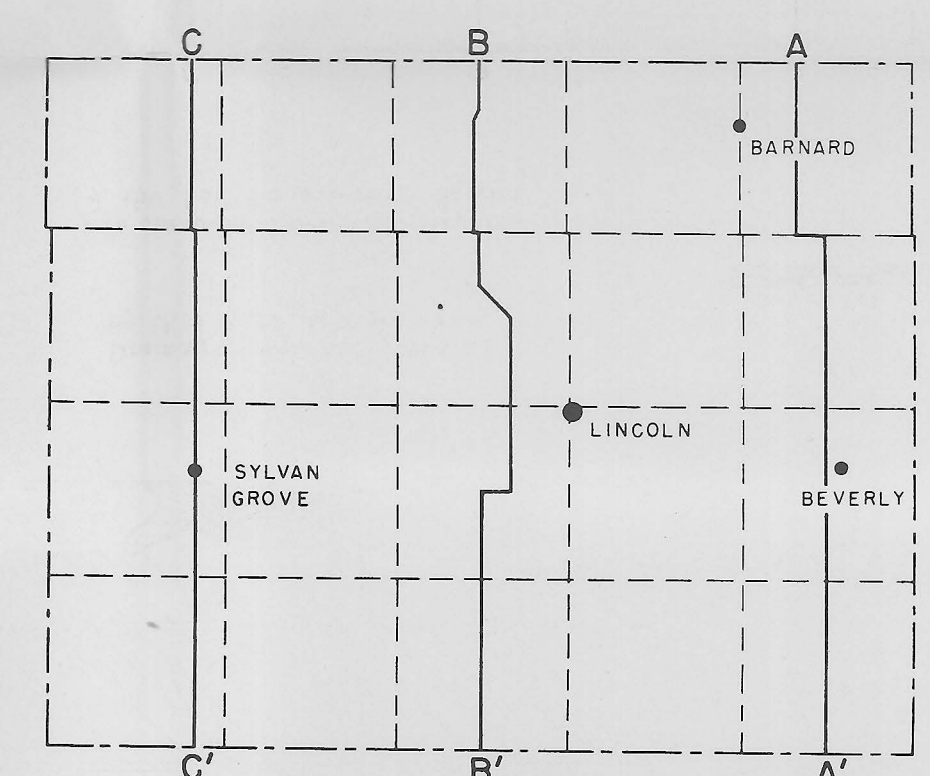 C B A
BARNARD
LINCOLN
SYLVAN
GROVE
BEVERLY
C' B' A'